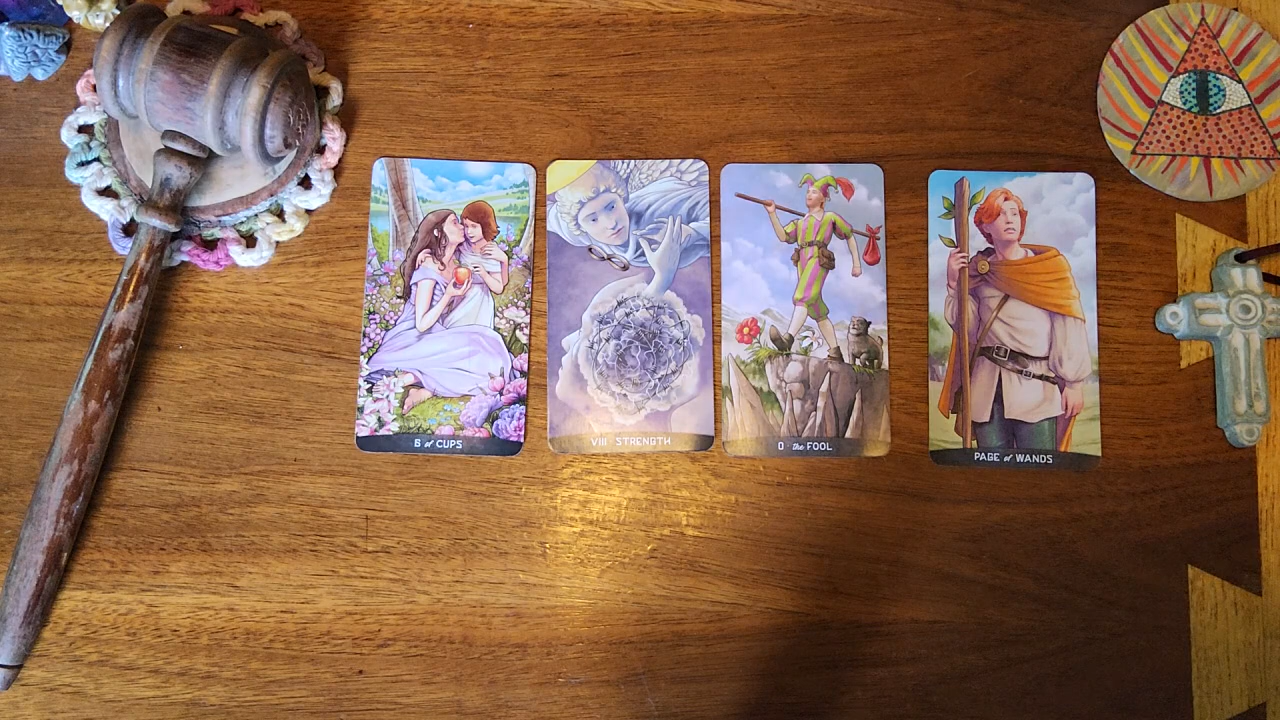 6 of CUPS
VIII STRENGTH
0 the FOOL
PAGE of WANDS